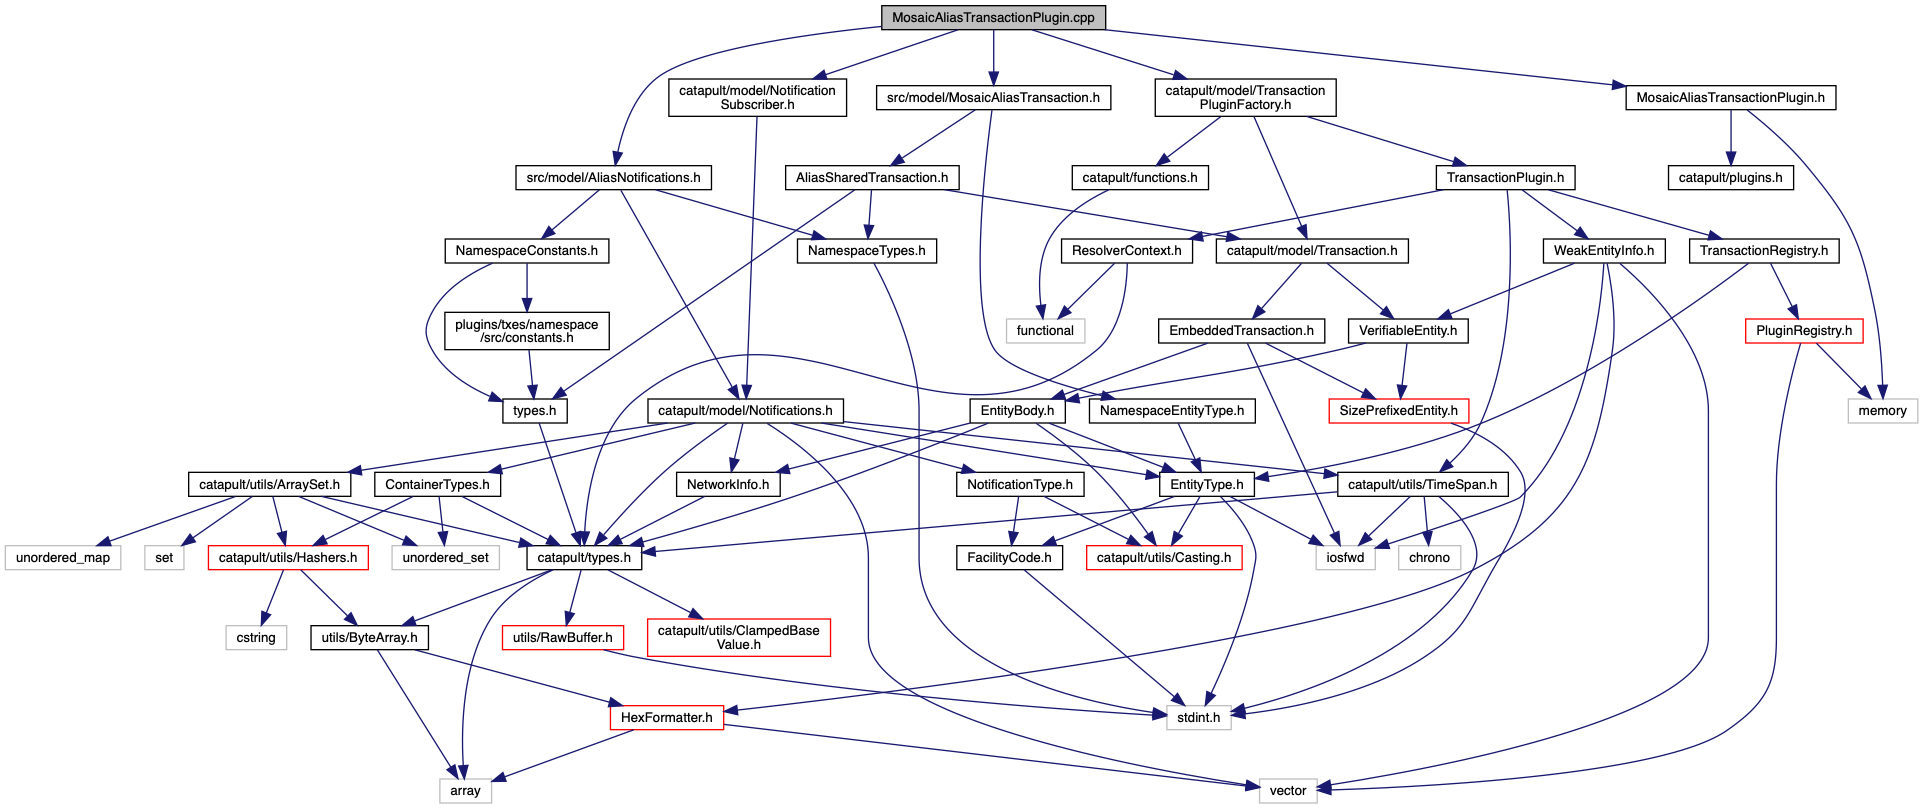 MosaicAliasTransactionPlugin.cpp
catapult/model/Notification
Subscriber.h
src/model/MosaicAliasTransaction.h
catapult/model/Transaction
PluginFactory.h
MosaicAliasTransactionPlugin.h
src/model/AliasNotifications.h
AliasSharedTransaction.h
catapult/functions.h
TransactionPlugin.h
catapult/plugins.h
NamespaceConstants.h
NamespaceTypes.h
ResolverContext.h
catapult/model/Transaction.h
WeakEntityInfo.h
TransactionRegistry.h
plugins/txes/namespace
/src/constants.h
functional
EmbeddedTransaction.h
VerifiableEntity.h
PluginRegistry.h
types.h
catapult/model/Notifications.h
EntityBody.h
NamespaceEntityType.h
SizePrefixedEntity.h
memory
catapult/utils/ArraySet.h
ContainerTypes.h
NetworkInfo.h
NotificationType.h
EntityType.h
catapult/utils/TimeSpan.h
unordered_map
set
catapult/utils/Hashers.h
unordered_set
catapult/types.h
FacilityCode.h
catapult/utils/Casting.h
iosfwd
chrono
cstring
utils/ByteArray.h
utils/RawBuffer.h
catapult/utils/ClampedBase
Value.h
HexFormatter.h
stdint.h
array
vector